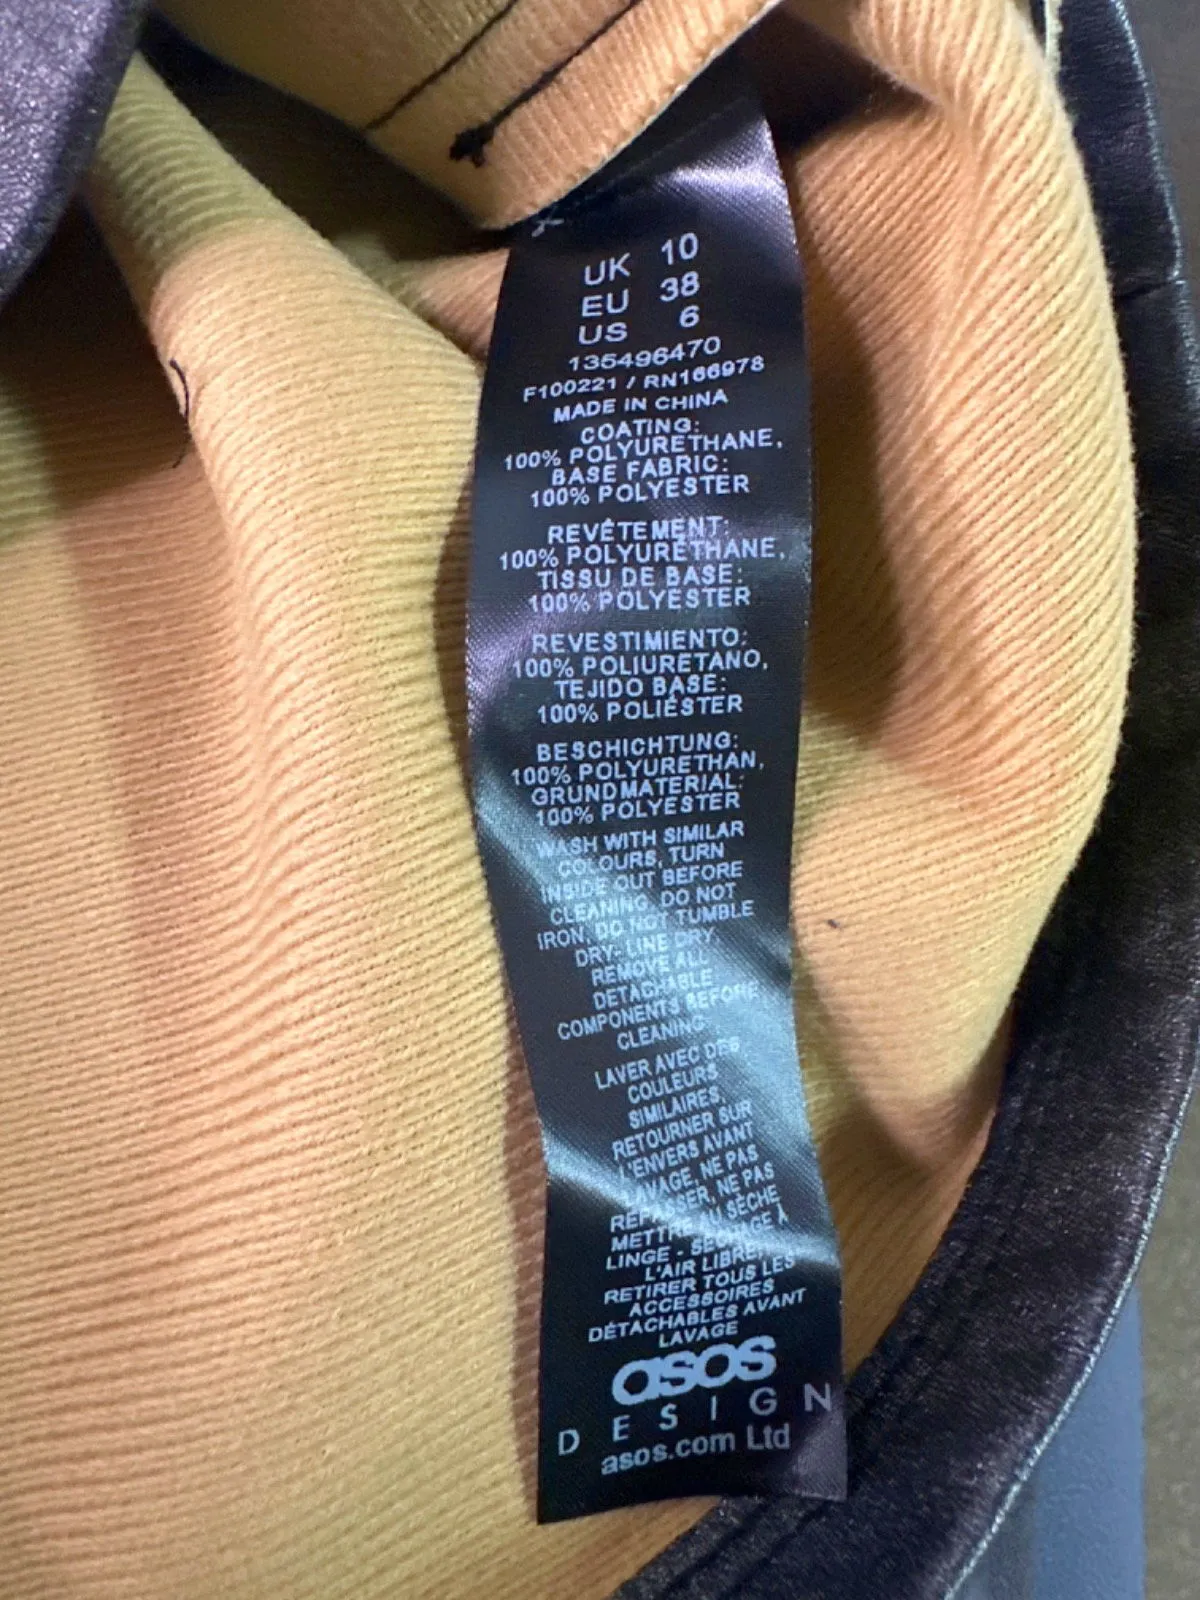 UK 10
EU 38
US 6
135496470
F100221 / RN166978
MADE IN CHINA
COATING:
100% POLYURETHANE,
BASE FABRIC:
100% POLYESTER
REVÊTEMENT:
100% POLYURÉTHANE,
TISSU DE BASE:
100% POLYESTER
REVESTIMIENTO:
100% POLIURETANO,
TEJIDO BASE:
100% POLIÉSTER
BESCHICHTUNG:
100% POLYURETHAN,
GRUNDMATERIAL:
100% POLYESTER
WASH WITH SIMILAR
COLOURS, TURN
INSIDE OUT BEFORE
CLEANING, DO NOT
IRON, DO NOT TUMBLE
DRY- LINE DRY,
REMOVE ALL
DETACHABLE
COMPONENTS BEFORE
CLEANING
LAVER AVEC DES
COULEURS
SIMILAIRES,
RETOURNER SUR
L'ENVERS AVANT
LAVAGE, NE PAS
REPASSER, NE PAS
METTRE AU SÈCHE
LINGE - SÉCHAGE À
L'AIR LIBRE,
RETIRER TOUS LES
ACCESSOIRES
DÉTACHABLES AVANT
LAVAGE
asos
DESIGN
asos.com Ltd